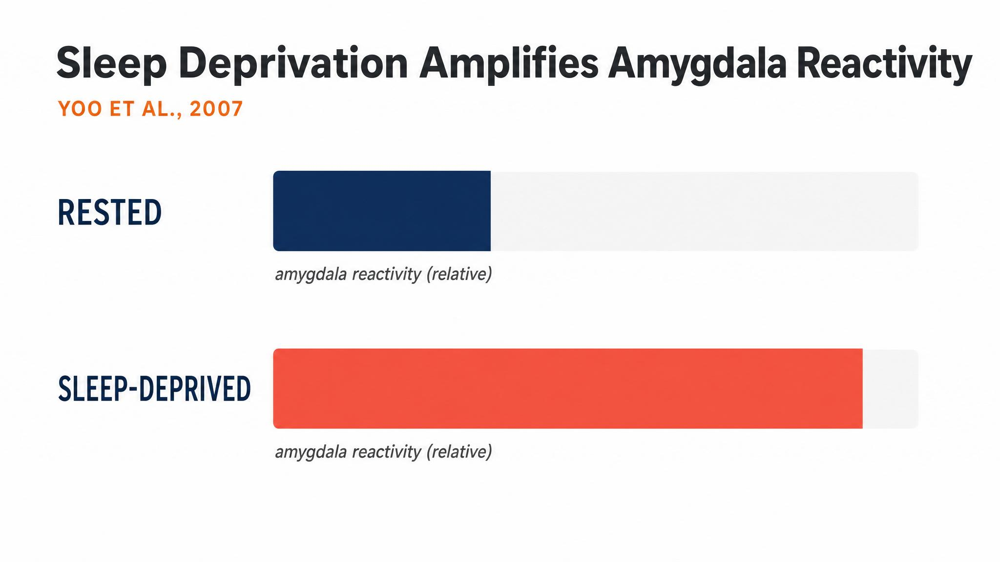 Sleep Deprivation Amplifies Amygdala Reactivity
YOO ET AL., 2007
RESTED
amygdala reactivity (relative)
SLEEP-DEPRIVED
amygdala reactivity (relative)